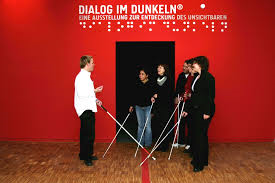 DIALOG IM DUNKELN®
EINE AUSSTELLUNG ZUR ENTDECKUNG DES UNSICHTBAREN